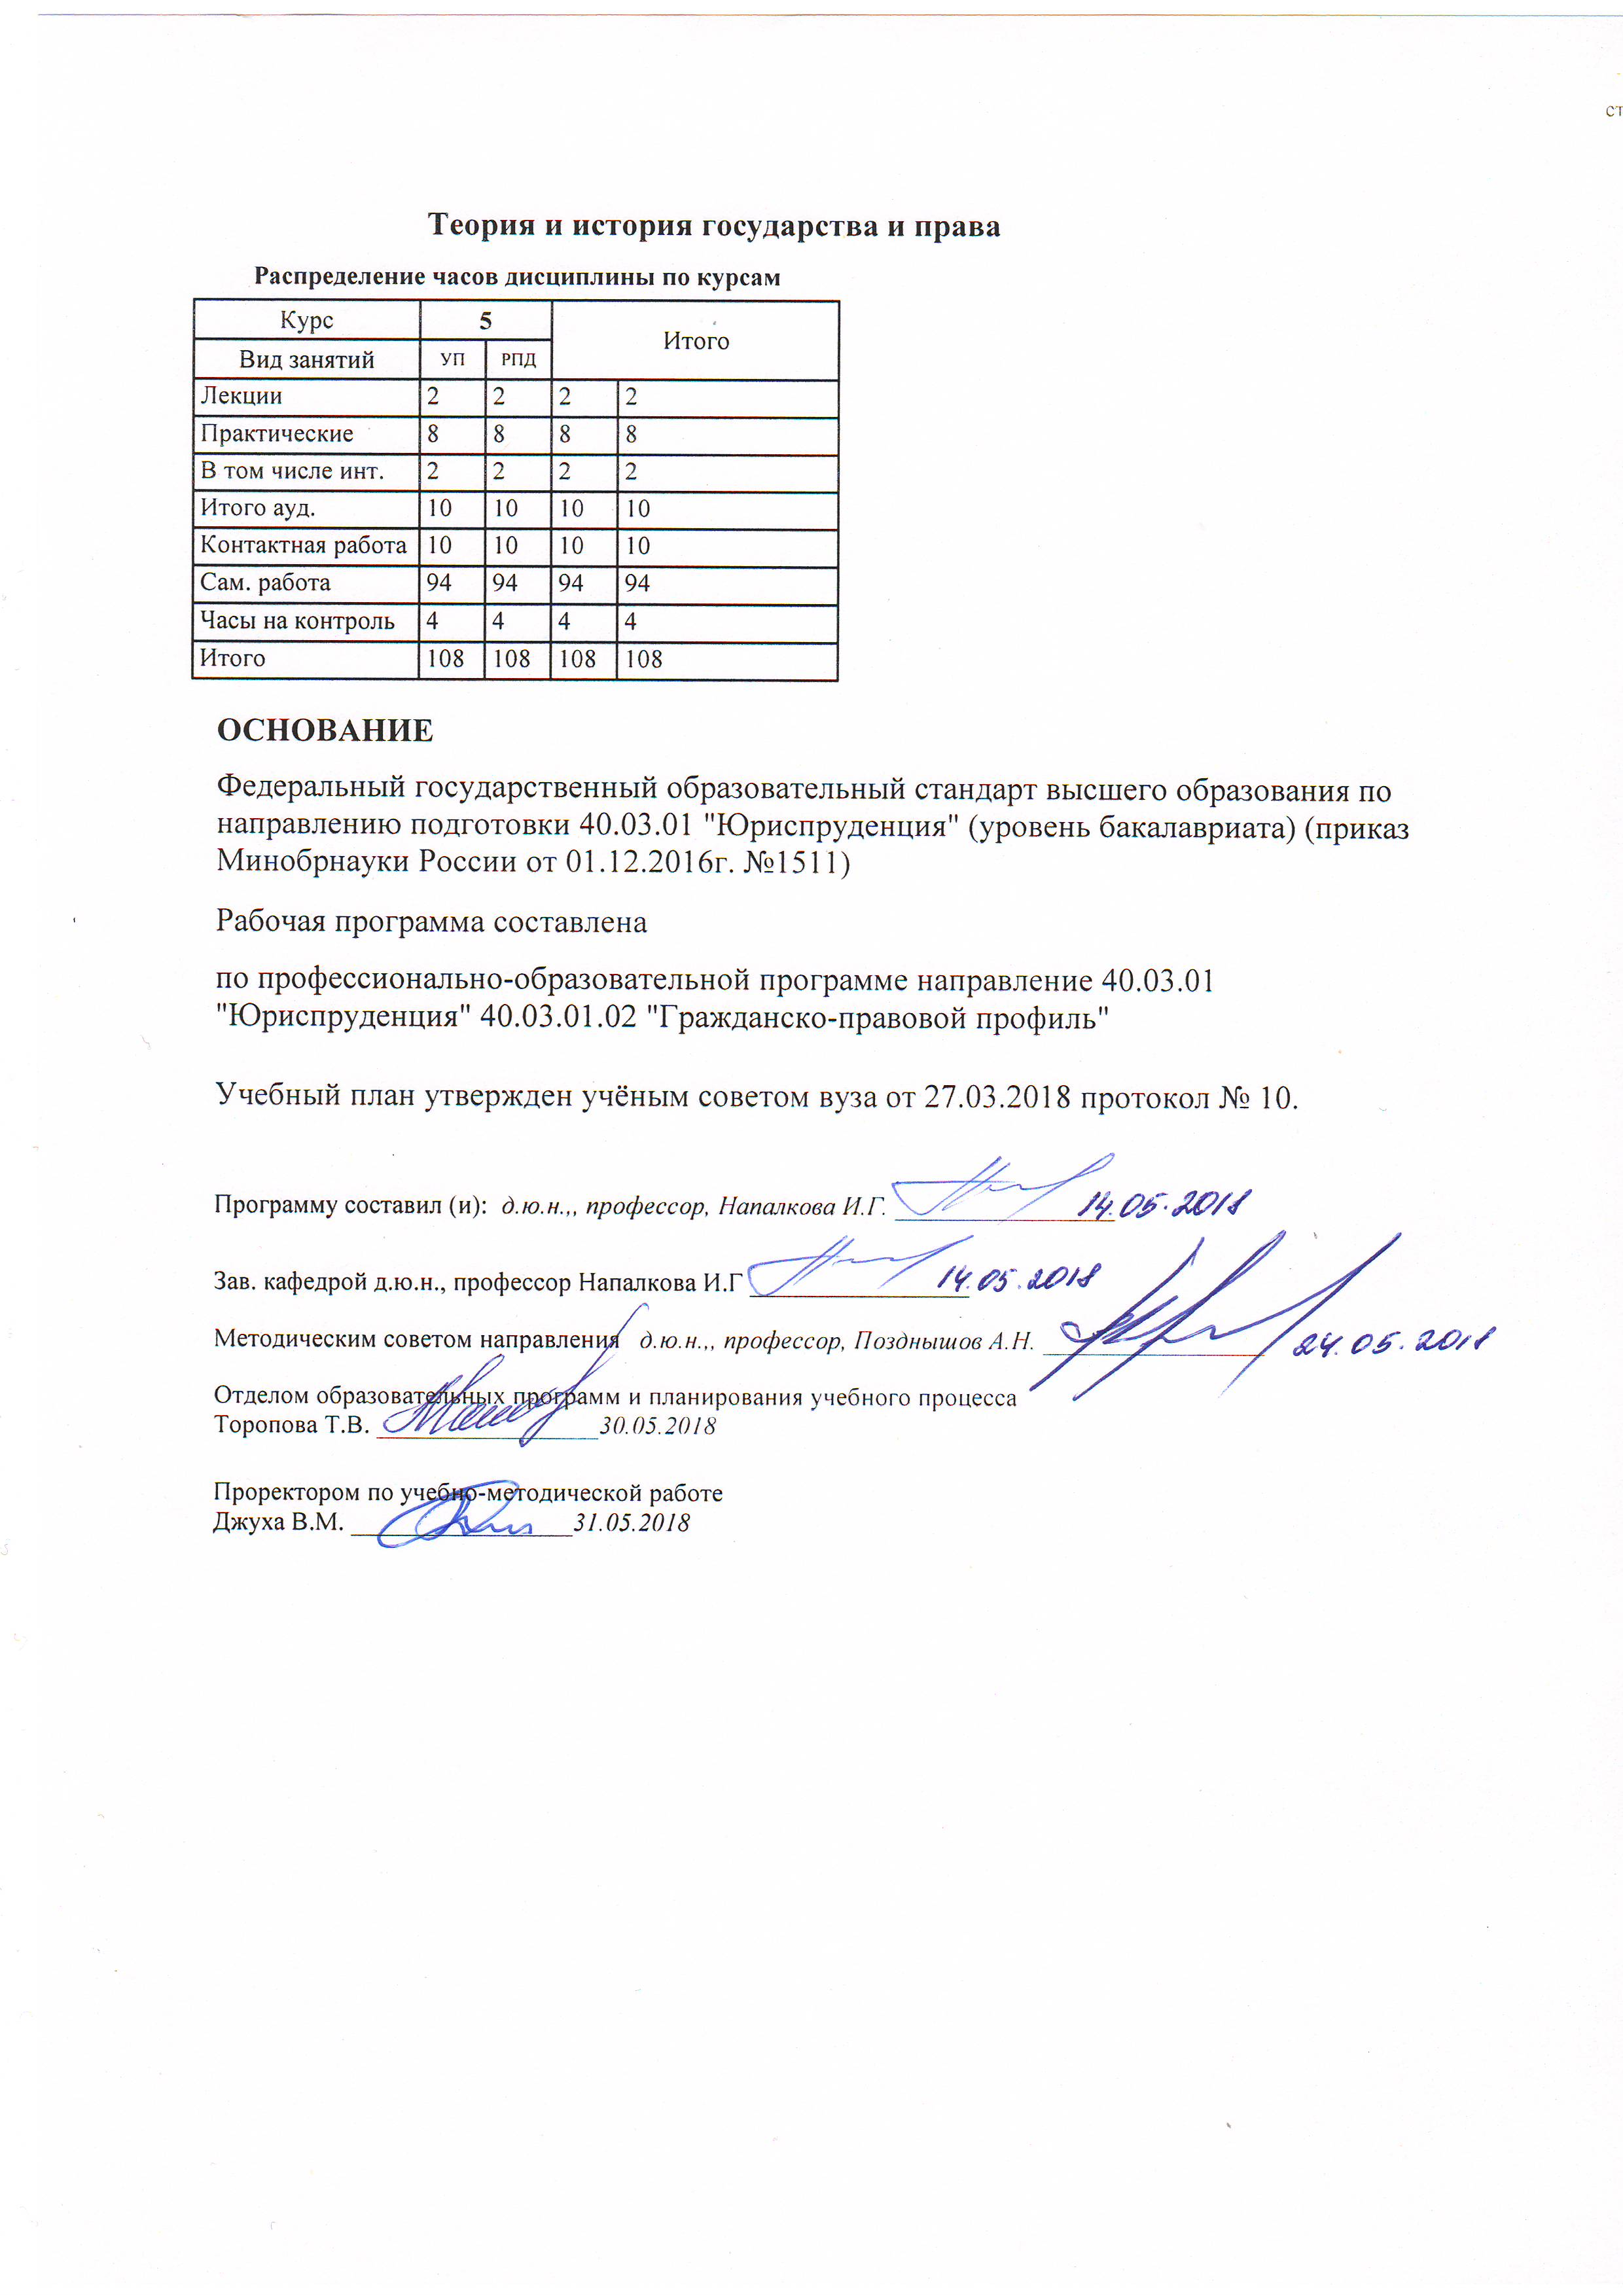 ст
Теория и история государства и права
Распределение часов дисциплины по курсам
Курс 5 Итого
Вид занятий УП РПД
Лекции 2 2 2 2
Практические 8 8 8 8
В том числе инт. 2 2 2 2
Итого ауд. 10 10 10 10
Контактная работа 10 10 10 10
Сам. работа 94 94 94 94
Часы на контроль 4 4 4 4
Итого 108 108 108 108
ОСНОВАНИЕ
Федеральный государственный образовательный стандарт высшего образования по
направлению подготовки 40.03.01 "Юриспруденция" (уровень бакалавриата) (приказ
Минобрнауки России от 01.12.2016г. №1511)
Рабочая программа составлена
по профессионально-образовательной программе направление 40.03.01
"Юриспруденция" 40.03.01.02 "Гражданско-правовой профиль"
Учебный план утвержден учёным советом вуза от 27.03.2018 протокол № 10.
Программу составил (и): д.ю.н.,, профессор, Напалкова И.Г. 14.05.2018
Зав. кафедрой д.ю.н., профессор Напалкова И.Г 14.05.2018
Методическим советом направления д.ю.н.,, профессор, Позднышов А.Н. 24.05.2018
Отделом образовательных программ и планирования учебного процесса
Торопова Т.В. 30.05.2018
Проректором по учебно-методической работе
Джуха В.М. 31.05.2018